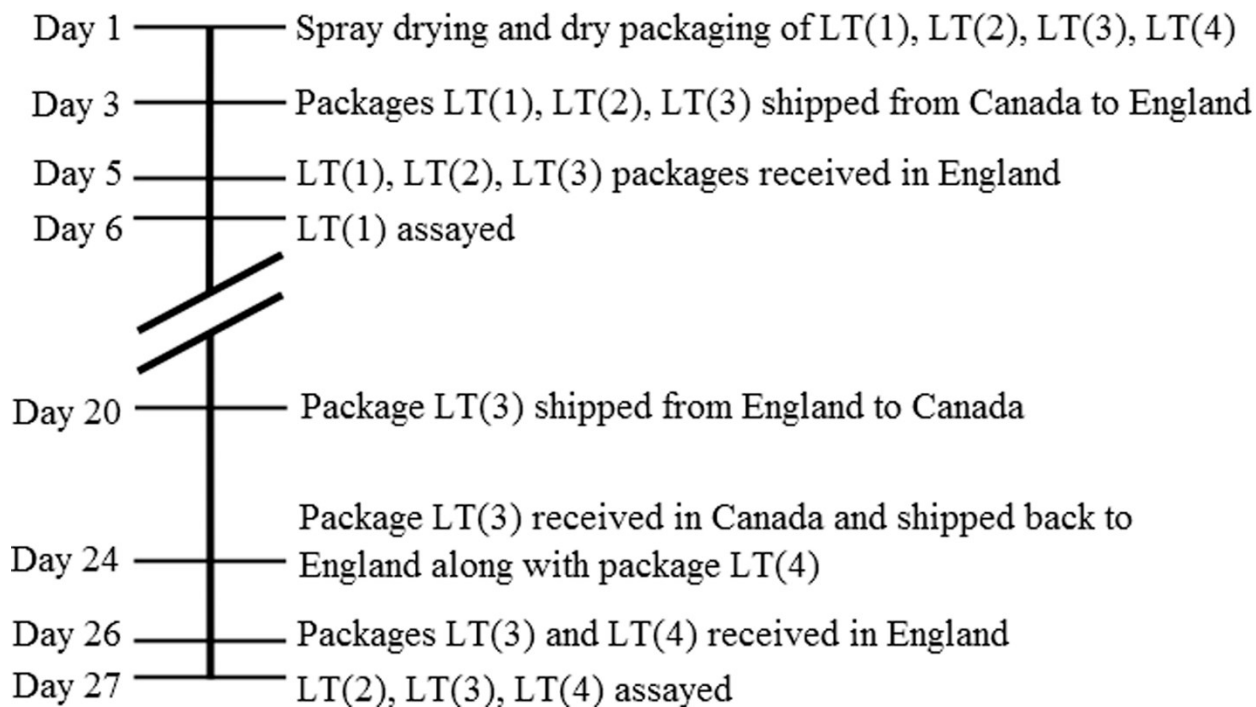 Day 1 Spray drying and dry packaging of LT(1), LT(2), LT(3), LT(4)
Day 3 Packages LT(1), LT(2), LT(3) shipped from Canada to England
Day 5 LT(1), LT(2), LT(3) packages received in England
Day 6 LT(1) assayed
Day 20 Package LT(3) shipped from England to Canada
Package LT(3) received in Canada and shipped back to
Day 24 England along with package LT(4)
Day 26 Packages LT(3) and LT(4) received in England
Day 27 LT(2), LT(3), LT(4) assayed